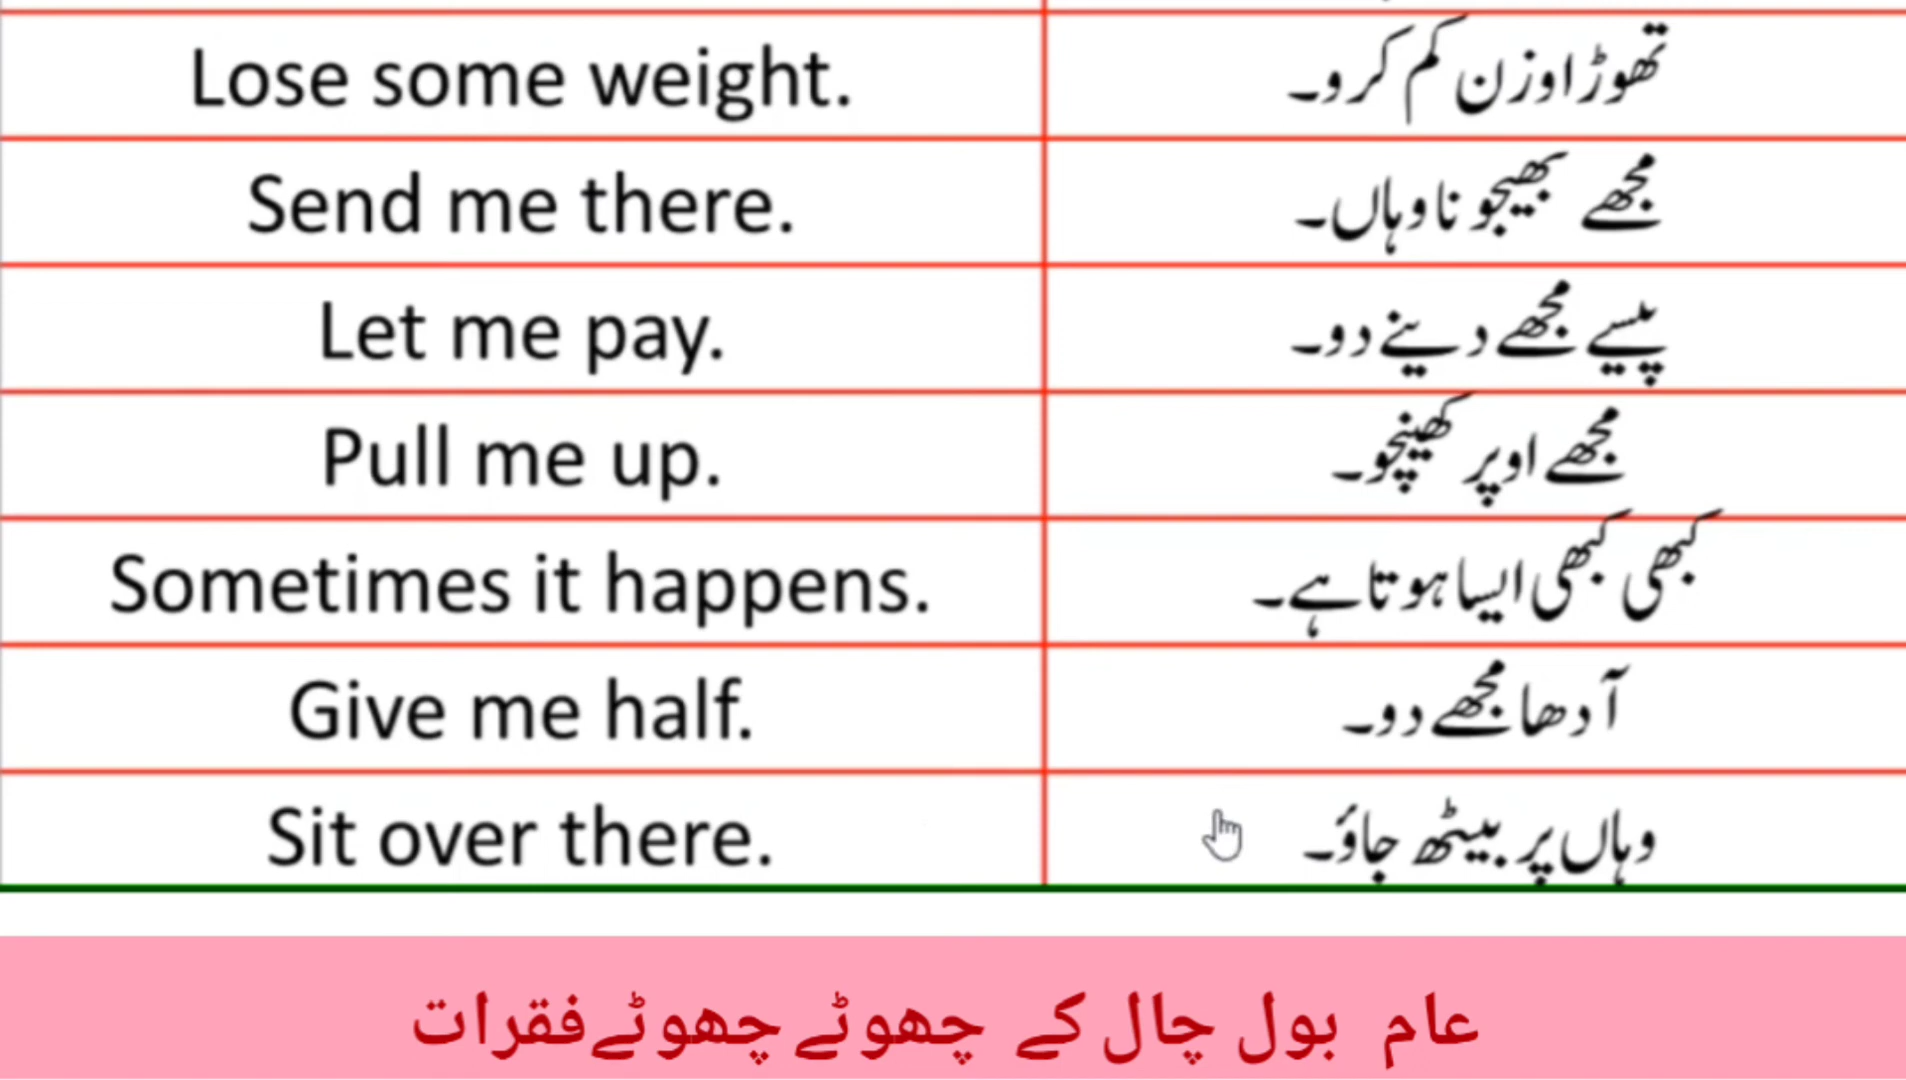 Lose some weight. تھوڑا وزن کم کرو۔
Send me there. مجھے بھیجو نا وہاں۔
Let me pay. پیسے مجھے دینے دو۔
Pull me up. مجھے اوپر کھینچو۔
Sometimes it happens. کبھی کبھی ایسا ہوتا ہے۔
Give me half. آدھا مجھے دو۔
Sit over there. وہاں پر بیٹھ جاؤ۔
عام بول چال کے چھوٹے چھوٹے فقرات